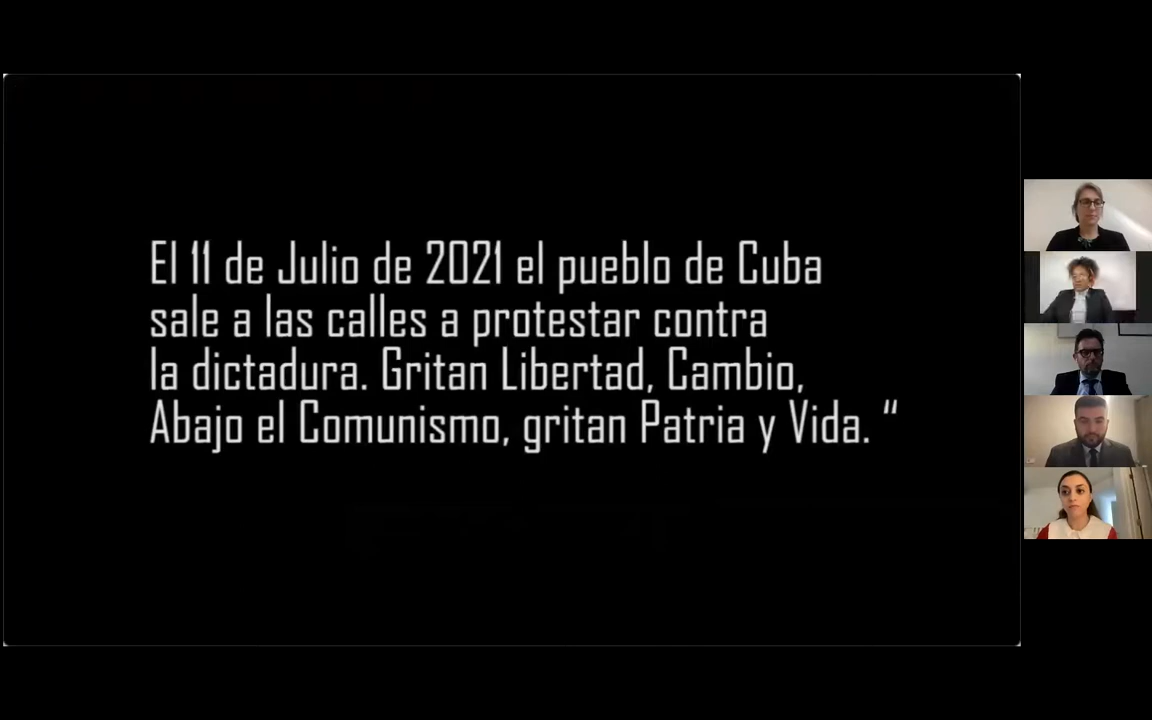 El 11 de Julio de 2021 el pueblo de Cuba
sale a las calles a protestar contra
la dictadura. Gritan Libertad, Cambio,
Abajo el Comunismo, gritan Patria y Vida. “